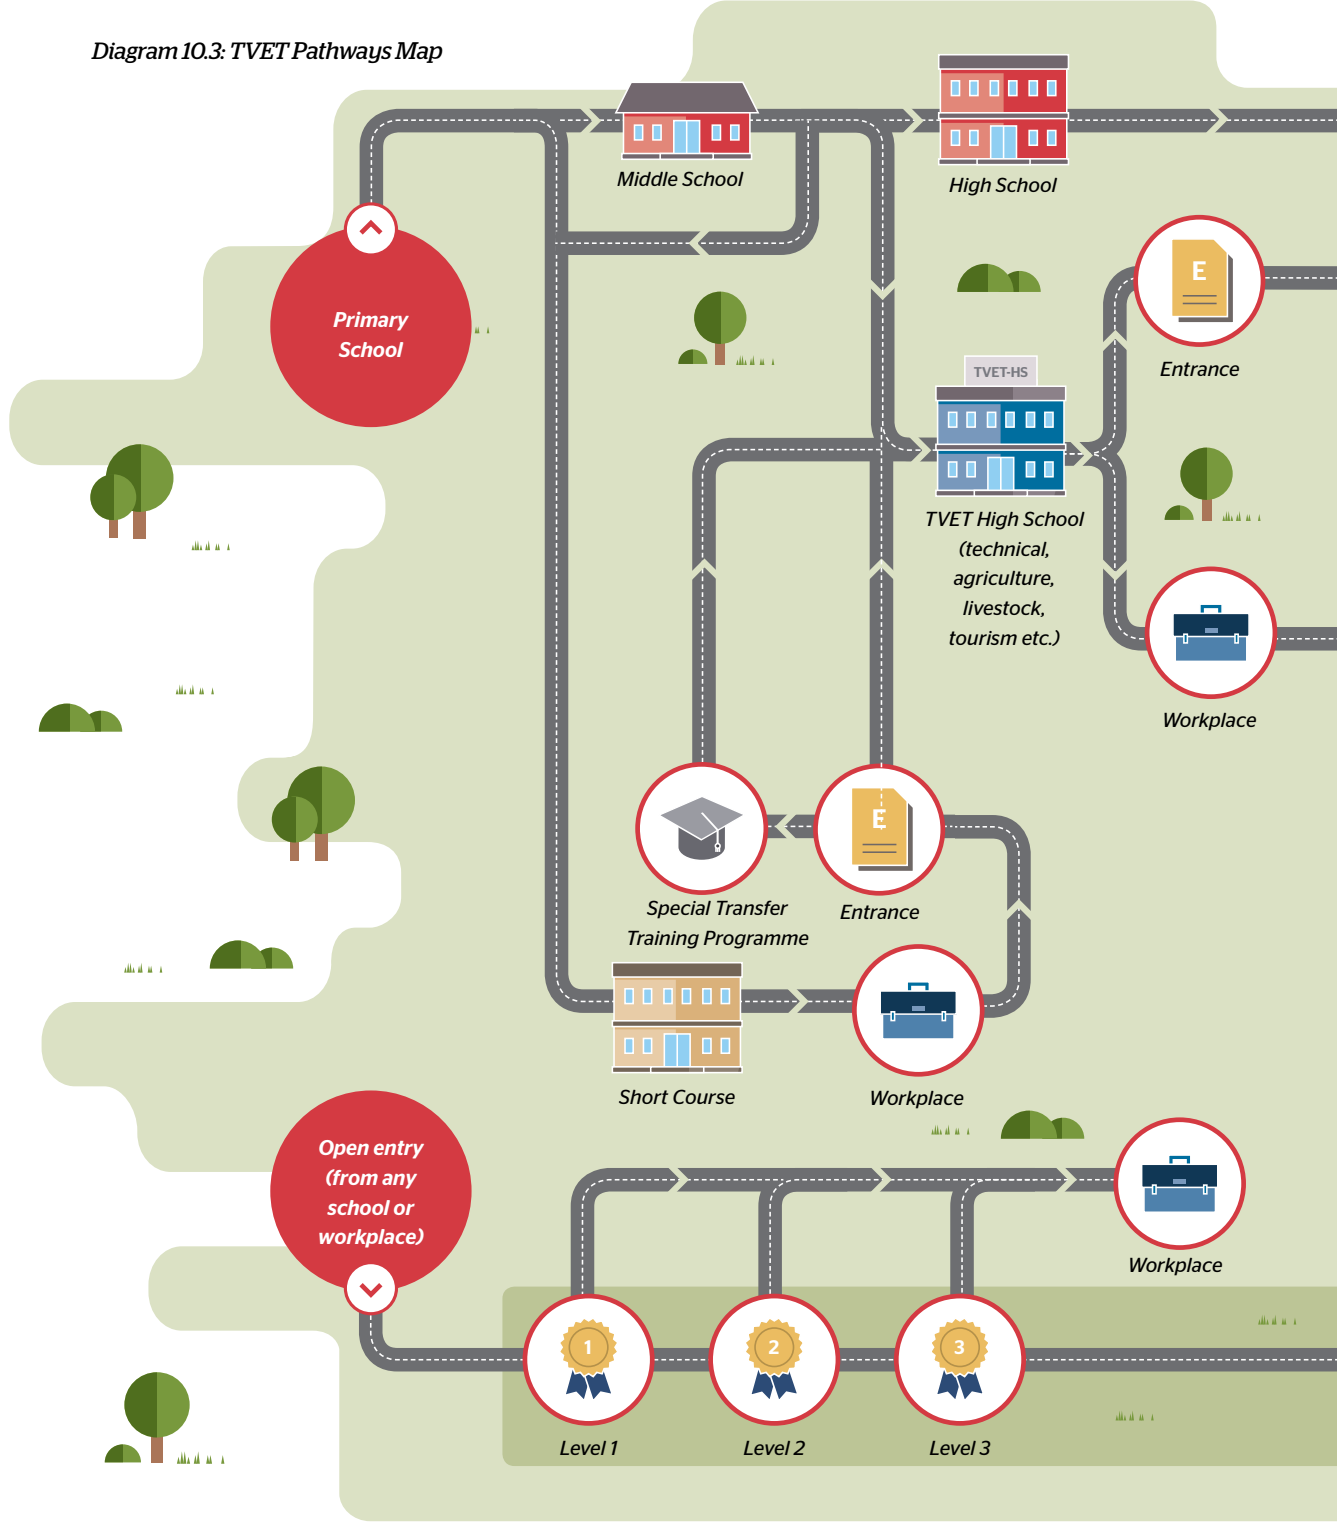 Diagram 10.3: TVET Pathways Map
Middle School
High School
Primary
School
E
Entrance
TVET-HS
TVET High School
(technical,
agriculture,
livestock,
tourism etc.)
Workplace
E
Special Transfer
Training Programme
Entrance
Short Course
Workplace
Open entry
(from any
school or
workplace)
Workplace
1
2
3
Level 1
Level 2
Level 3